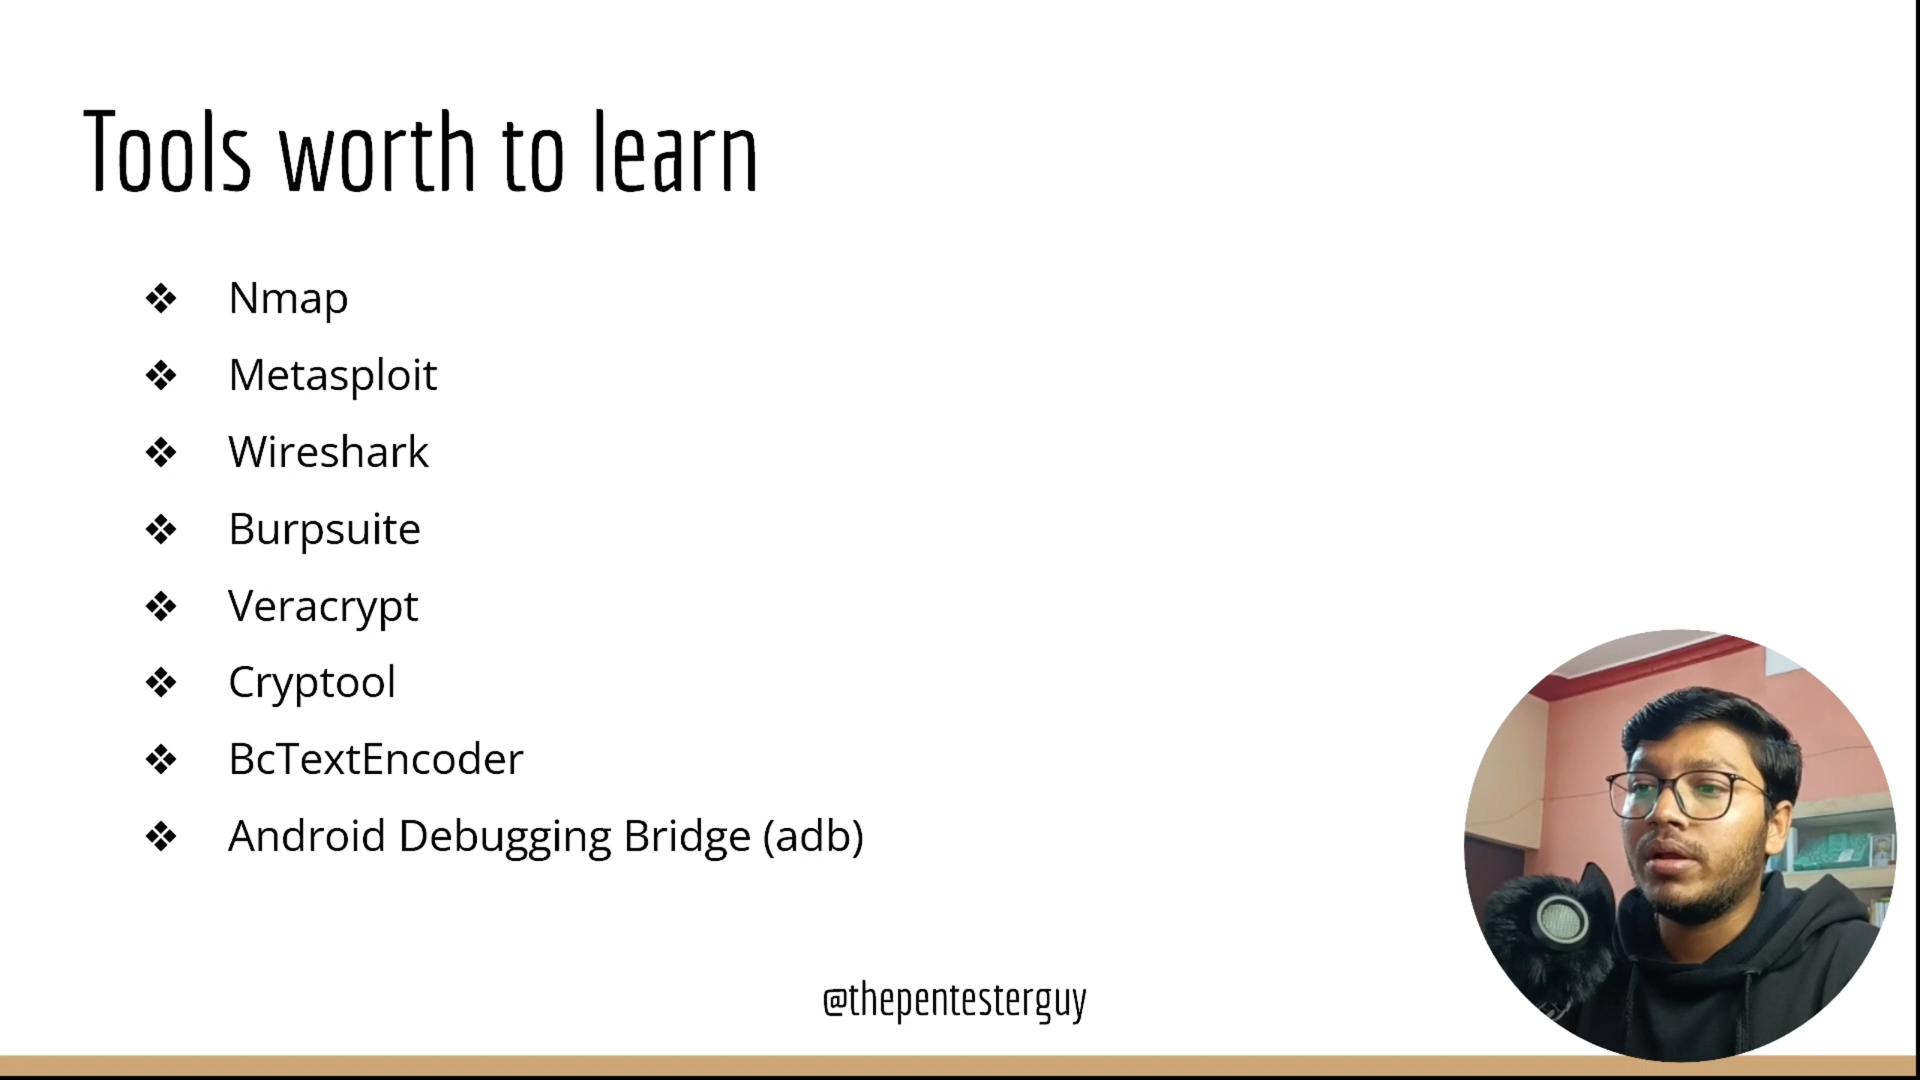 Tools worth to learn
❖ Nmap
❖ Metasploit
❖ Wireshark
❖ Burpsuite
❖ Veracrypt
❖ Cryptool
❖ BcTextEncoder
❖ Android Debugging Bridge (adb)
@thepentesterguy